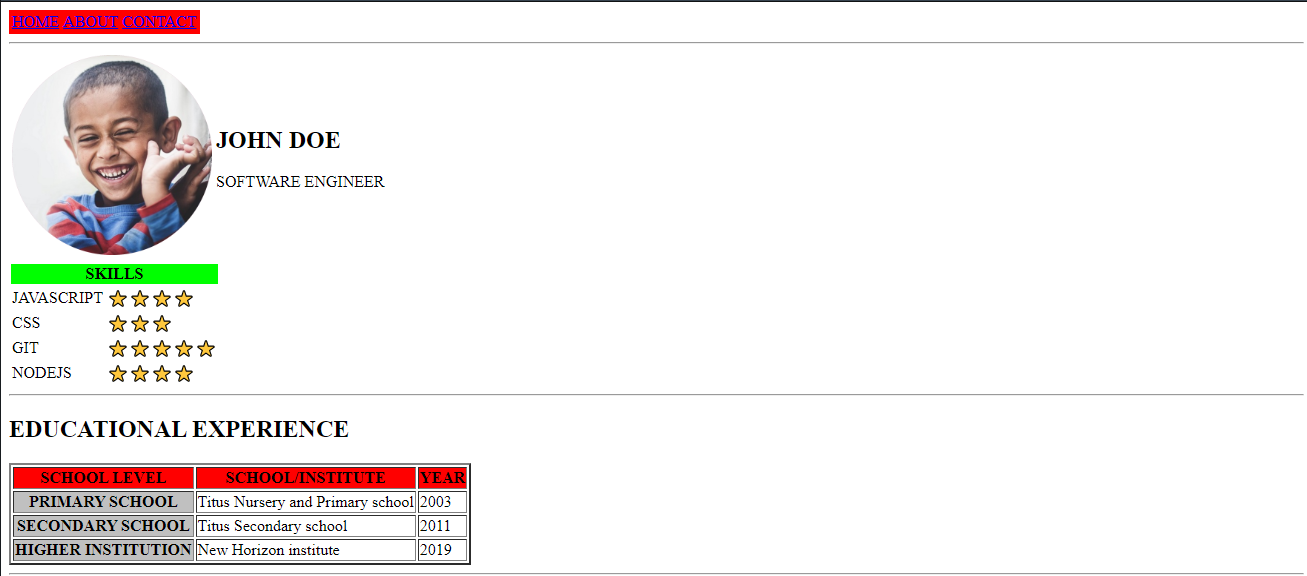 HOME ABOUT CONTACT
JOHN DOE
SOFTWARE ENGINEER
SKILLS
JAVASCRIPT
CSS
GIT
NODEJS
EDUCATIONAL EXPERIENCE
SCHOOL LEVEL SCHOOL/INSTITUTE YEAR
PRIMARY SCHOOL Titus Nursery and Primary school 2003
SECONDARY SCHOOL Titus Secondary school 2011
HIGHER INSTITUTION New Horizon institute 2019